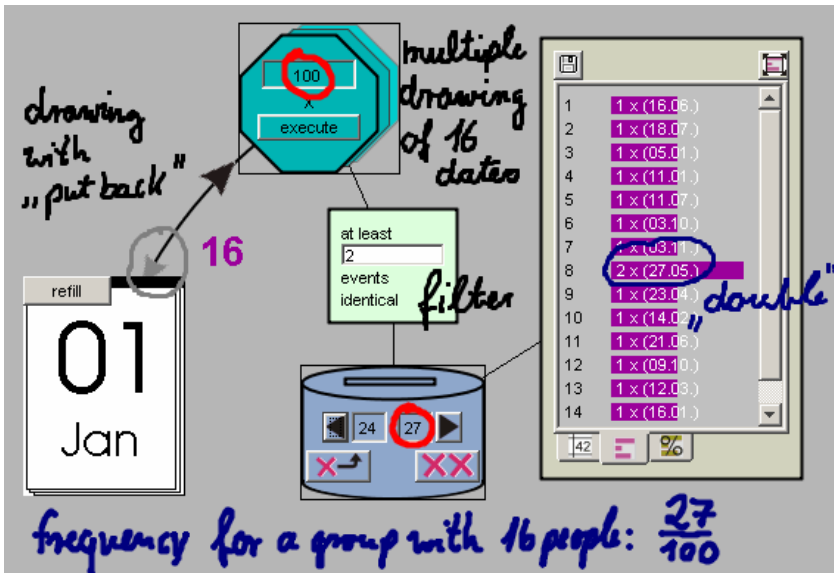 100
x
execute
multiple
drawing
of 16
dates
drawing
with
„put back"
16
refill
01
Jan
at least
2
events
identical
filter
24
27
1 1 x (16.06.)
2 1 x (18.07.)
3 1 x (05.01.)
4 1 x (11.01.)
5 1 x (11.07.)
6 1 x (03.10.)
7 1 x (03.11.)
8 2 x (27.05.)
9 1 x (23.04.)
10 1 x (14.02.)
11 1 x (21.06.)
12 1 x (09.10.)
13 1 x (12.03.)
14 1 x (16.01.)
„double"
42
%
frequency for a group with 16 people: 27/100